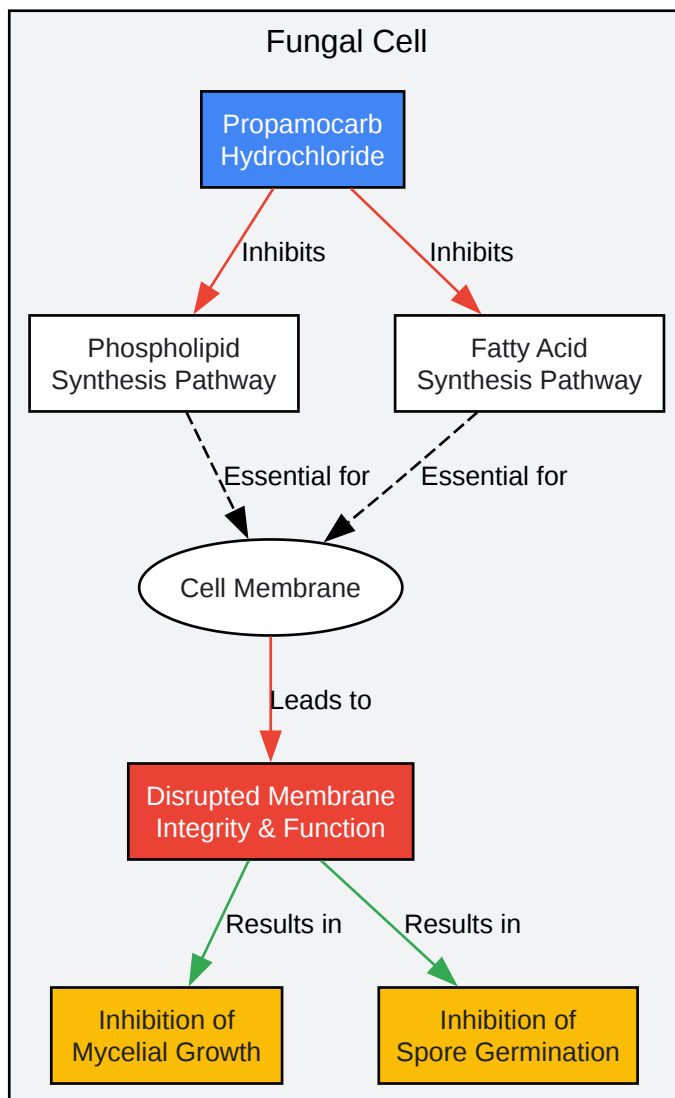 Fungal Cell
Propamocarb
Hydrochloride
Inhibits
Inhibits
Phospholipid
Synthesis Pathway
Fatty Acid
Synthesis Pathway
Essential for
Essential for
Cell Membrane
Leads to
Disrupted Membrane
Integrity & Function
Results in
Results in
Inhibition of
Mycelial Growth
Inhibition of
Spore Germination